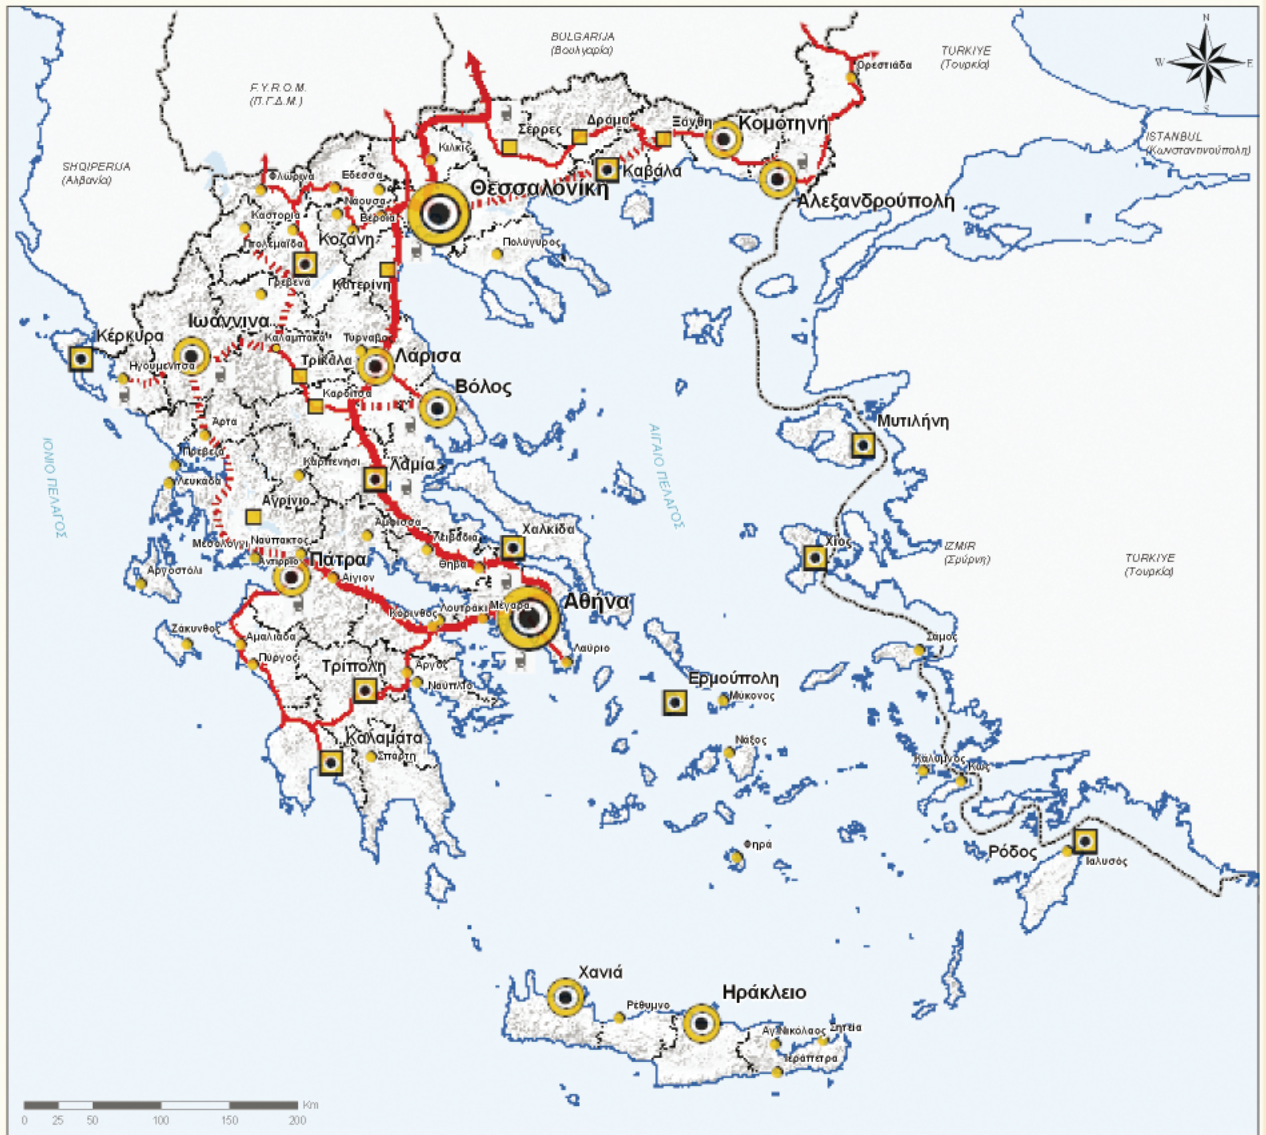 N
BULGARIJA
(Βουλγαρία)
TURKIYE
(Τουρκία)
W
E
S
Ορεστιάδα
F.Y.R.O.M.
(Π.Γ.Δ.Μ.)
SHQIPERIJA
(Αλβανία)
ISTANBUL
(Κωνσταντινούπολη)
Σέρρες
Δράμα
Ξάνθη
Κομοτηνή
Κιλκίς
Καβάλα
Φλώρινα
Έδεσσα
Θεσσαλονίκη
Αλεξανδρούπολη
Νάουσα
Καστοριά
Βέροια
Πτολεμαΐδα
Κοζάνη
Πολύγυρος
Γρεβενά
Κατερίνη
Ιωάννινα
Κέρκυρα
Καλαμπάκα
Τύρναβος
Λάρισα
Ηγουμενίτσα
Τρίκαλα
Καρδίτσα
Βόλος
Άρτα
Μυτιλήνη
ΙΟΝΙΟ ΠΕΛΑΓΟΣ
ΑΙΓΑΙΟ ΠΕΛΑΓΟΣ
Πρέβεζα
Καρπενήσι
Λαμία
Λευκάδα
Αγρίνιο
Άμφισσα
Λειβαδιά
Χαλκίδα
Μεσολόγγι
Ναύπακτος
Χίος
IZMIR
(Σμύρνη)
TURKIYE
(Τουρκία)
Αντίρριο
Πάτρα
Θήβα
Αργοστόλι
Αίγιον
Κόρινθος
Λουτράκι
Μέγαρα
Αθήνα
Ζάκυνθος
Αμαλιάδα
Λαύριο
Σάμος
Πύργος
Τρίπολη
Άργος
Ναύπλιο
Ερμούπολη
Μύκονος
Καλαμάτα
Σπάρτη
Νάξος
Κάλυμνος
Κως
Φηρά
Ρόδος
Ιαλυσός
Χανιά
Ρέθυμνο
Ηράκλειο
Αγ.Νικόλαος
Σητεία
Ιεράπετρα
Km
0 25 50 100 150 200